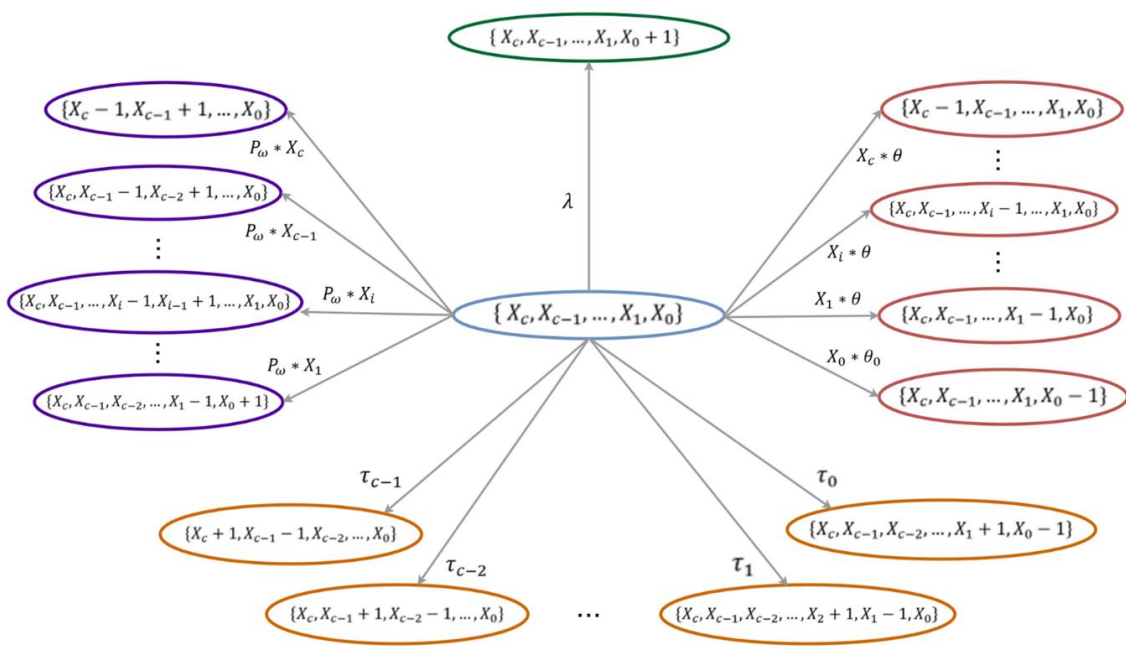 { X_c, X_{c−1}, …, X_1, X_0 + 1}
{X_c − 1, X_{c−1} + 1, …, X_0}
{X_c − 1, X_{c−1}, …, X_1, X_0}
P_ω ∗ X_c
X_c ∗ θ
⋮
{X_c, X_{c−1} − 1, X_{c−2} + 1, …, X_0}
λ
{X_c, X_{c−1}, …, X_i − 1, …, X_1, X_0}
P_ω ∗ X_{c−1}
X_i ∗ θ
⋮
⋮
{X_c, X_{c−1}, …, X_i − 1, X_{i−1} + 1, …, X_1, X_0}
P_ω ∗ X_i
{ X_c, X_{c−1}, …, X_1, X_0}
X_1 ∗ θ
{X_c, X_{c−1}, …, X_1 − 1, X_0}
⋮
P_ω ∗ X_1
X_0 ∗ θ_0
{X_c, X_{c−1}, X_{c−2}, …, X_1 − 1, X_0 + 1}
{X_c, X_{c−1}, …, X_1, X_0 − 1}
τ_{c−1}
τ_0
{X_c + 1, X_{c−1} − 1, X_{c−2}, …, X_0}
{X_c, X_{c−1}, X_{c−2}, …, X_1 + 1, X_0 − 1}
τ_{c−2}
τ_1
{X_c, X_{c−1} + 1, X_{c−2} − 1, …, X_0}
…
{X_c, X_{c−1}, X_{c−2}, …, X_2 + 1, X_1 − 1, X_0}